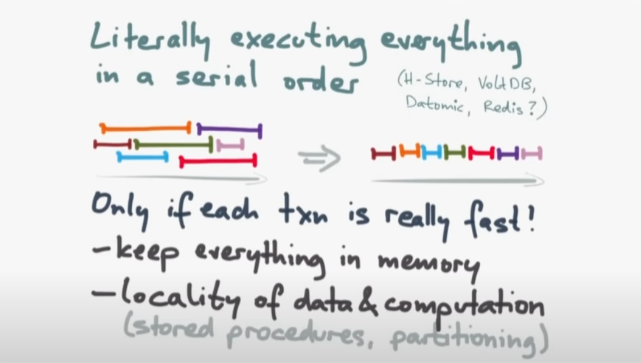 Literally executing everything
in a serial order
(H-Store, VoltDB,
Datomic, Redis?)
Only if each txn is really fast!
-keep everything in memory
-locality of data & computation
(stored procedures, partitioning)